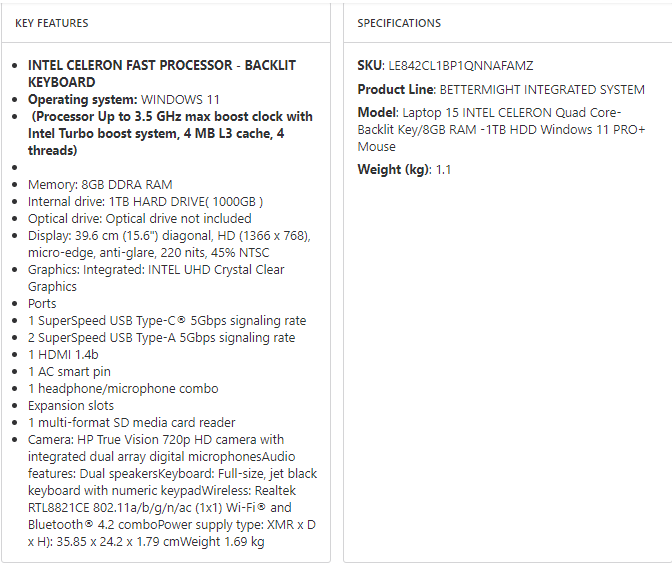 KEY FEATURES
INTEL CELERON FAST PROCESSOR - BACKLIT
KEYBOARD
Operating system: WINDOWS 11
(Processor Up to 3.5 GHz max boost clock with
Intel Turbo boost system, 4 MB L3 cache, 4
threads)
Memory: 8GB DDRA RAM
Internal drive: 1TB HARD DRIVE( 1000GB )
Optical drive: Optical drive not included
Display: 39.6 cm (15.6") diagonal, HD (1366 x 768),
micro-edge, anti-glare, 220 nits, 45% NTSC
Graphics: Integrated: INTEL UHD Crystal Clear
Graphics
Ports
1 SuperSpeed USB Type-C® 5Gbps signaling rate
2 SuperSpeed USB Type-A 5Gbps signaling rate
1 HDMI 1.4b
1 AC smart pin
1 headphone/microphone combo
Expansion slots
1 multi-format SD media card reader
Camera: HP True Vision 720p HD camera with
integrated dual array digital microphonesAudio
features: Dual speakersKeyboard: Full-size, jet black
keyboard with numeric keypadWireless: Realtek
RTL8821CE 802.11a/b/g/n/ac (1x1) Wi-Fi® and
Bluetooth® 4.2 comboPower supply type: XMR x D
x H): 35.85 x 24.2 x 1.79 cmWeight 1.69 kg
SPECIFICATIONS
SKU: LE842CL1BP1QNNAFAMZ
Product Line: BETTERMIGHT INTEGRATED SYSTEM
Model: Laptop 15 INTEL CELERON Quad Core-
Backlit Key/8GB RAM -1TB HDD Windows 11 PRO+
Mouse
Weight (kg): 1.1